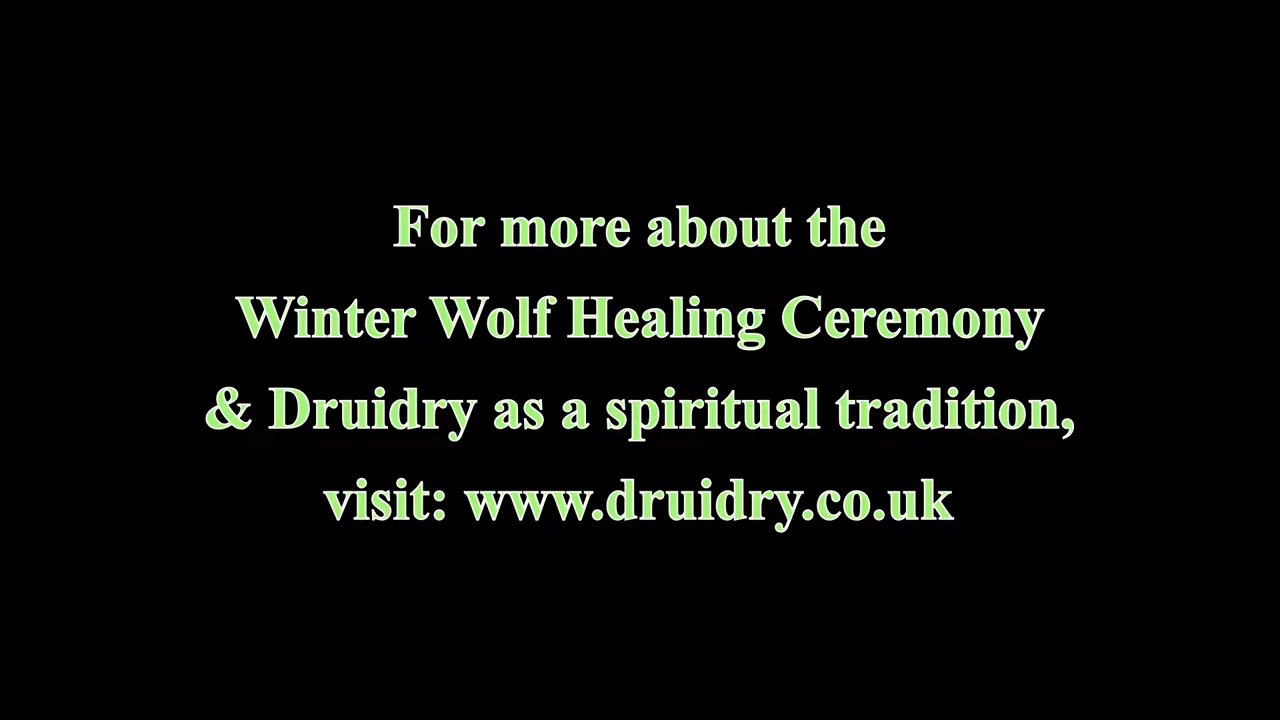 For more about the
Winter Wolf Healing Ceremony
& Druidry as a spiritual tradition,
visit: www.druidry.co.uk